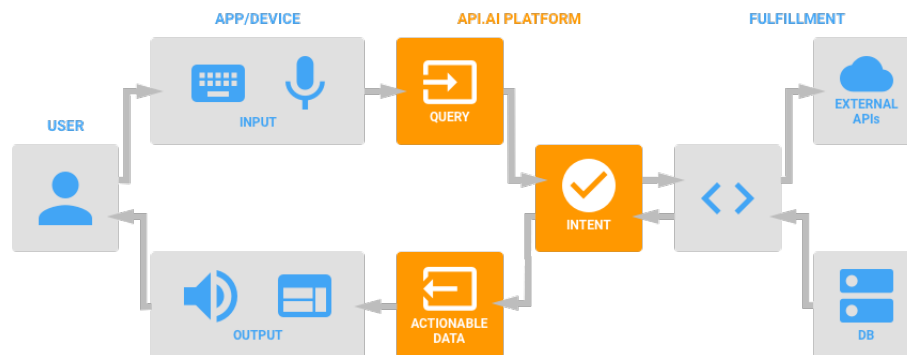 APP/DEVICE
API.AI PLATFORM
FULFILLMENT
INPUT
QUERY
EXTERNAL
APIs
USER
INTENT
OUTPUT
ACTIONABLE
DATA
DB